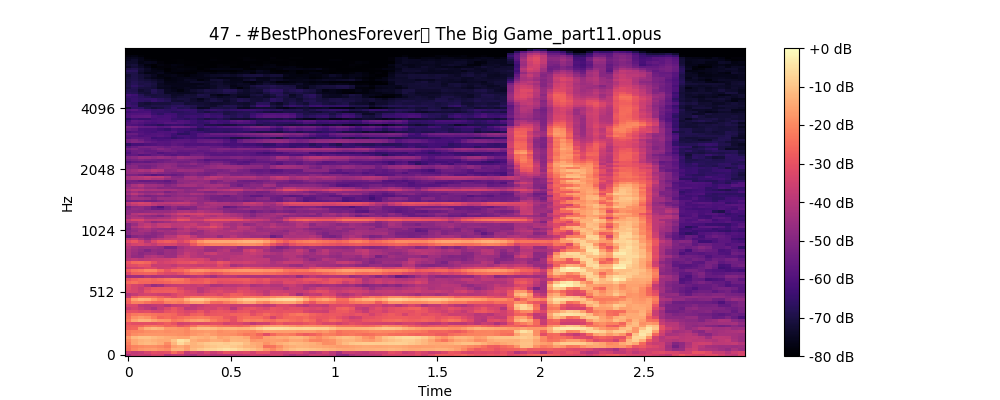 47 - #BestPhonesForever▯ The Big Game_part11.opus
Hz
4096
2048
1024
512
0
0
0.5
1
1.5
2
2.5
Time
+0 dB
-10 dB
-20 dB
-30 dB
-40 dB
-50 dB
-60 dB
-70 dB
-80 dB